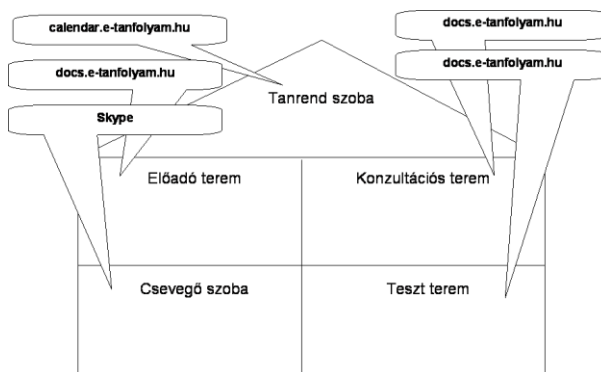 calendar.e-tanfolyam.hu
docs.e-tanfolyam.hu
docs.e-tanfolyam.hu
docs.e-tanfolyam.hu
Skype
Tanrend szoba
Előadó terem
Konzultációs terem
Csevegő szoba
Teszt terem